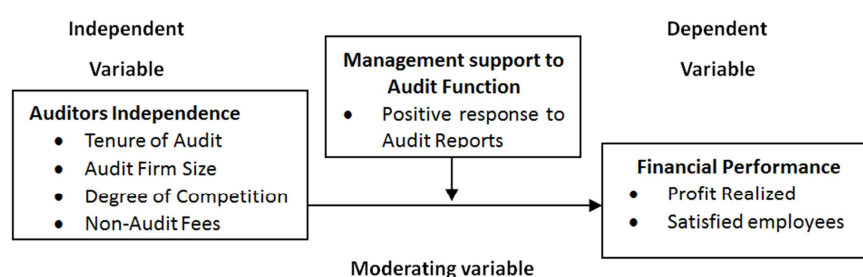 Independent
Variable
Dependent
Variable
Management support to
Audit Function
● Positive response to
Audit Reports
Auditors Independence
● Tenure of Audit
● Audit Firm Size
● Degree of Competition
● Non-Audit Fees
Financial Performance
● Profit Realized
● Satisfied employees
Moderating variable